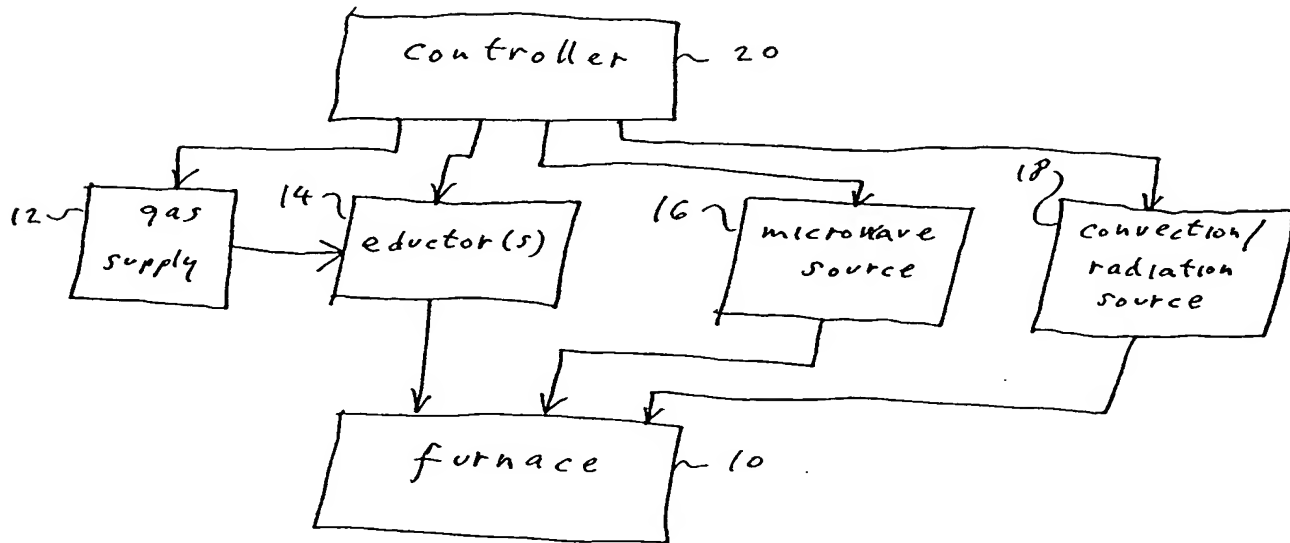 controller
20
12
gas
supply
14
eductor(s)
16
microwave
source
18
convection/
radiation
source
furnace
10